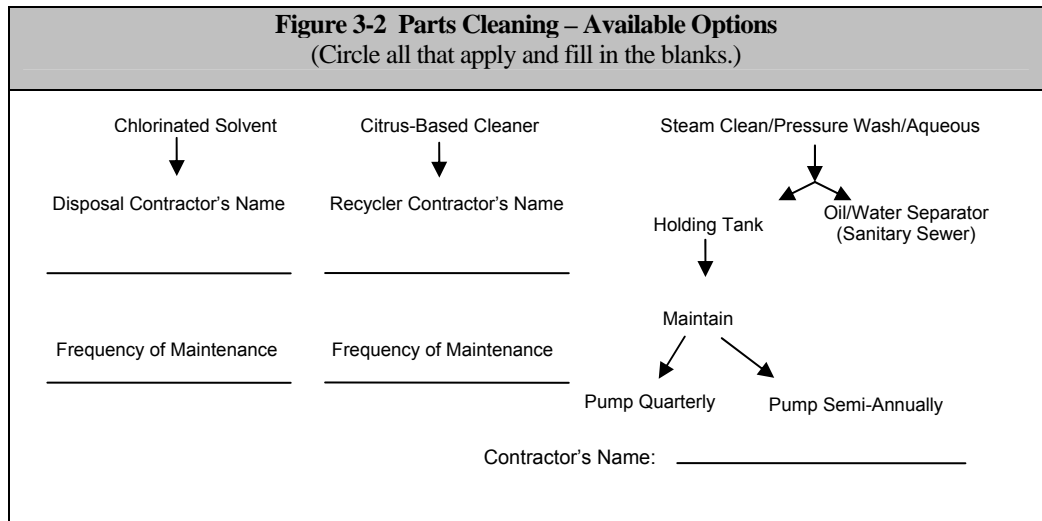 Figure 3-2 Parts Cleaning – Available Options
(Circle all that apply and fill in the blanks.)
Chlorinated Solvent
Disposal Contractor’s Name
Frequency of Maintenance
Citrus-Based Cleaner
Recycler Contractor’s Name
Frequency of Maintenance
Steam Clean/Pressure Wash/Aqueous
Holding Tank
Oil/Water Separator
(Sanitary Sewer)
Maintain
Pump Quarterly
Pump Semi-Annually
Contractor’s Name: